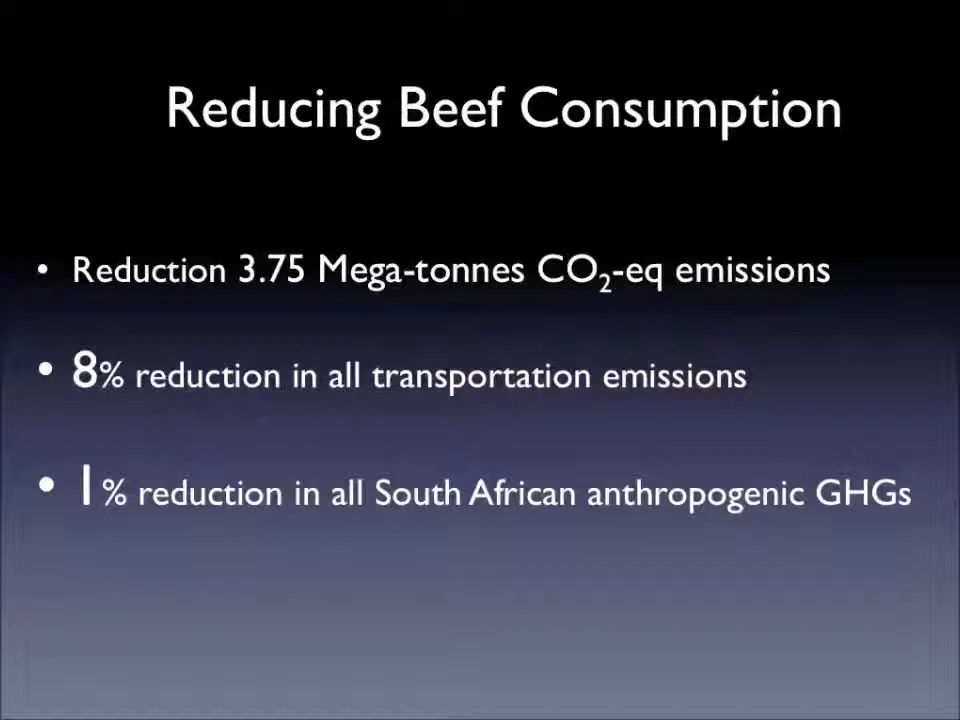 Reducing Beef Consumption
• Reduction 3.75 Mega-tonnes CO₂-eq emissions
• 8% reduction in all transportation emissions
• 1% reduction in all South African anthropogenic GHGs